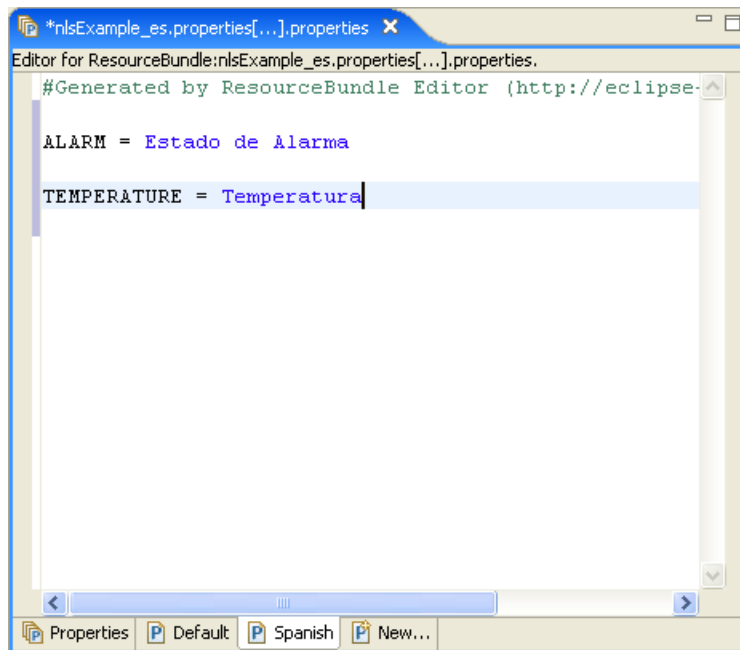 *nlsExample_es.properties[...].properties
Editor for ResourceBundle:nlsExample_es.properties[...].properties.
#Generated by ResourceBundle Editor (http://eclipse-
ALARM = Estado de Alarma
TEMPERATURE = Temperatura
Properties Default Spanish New...